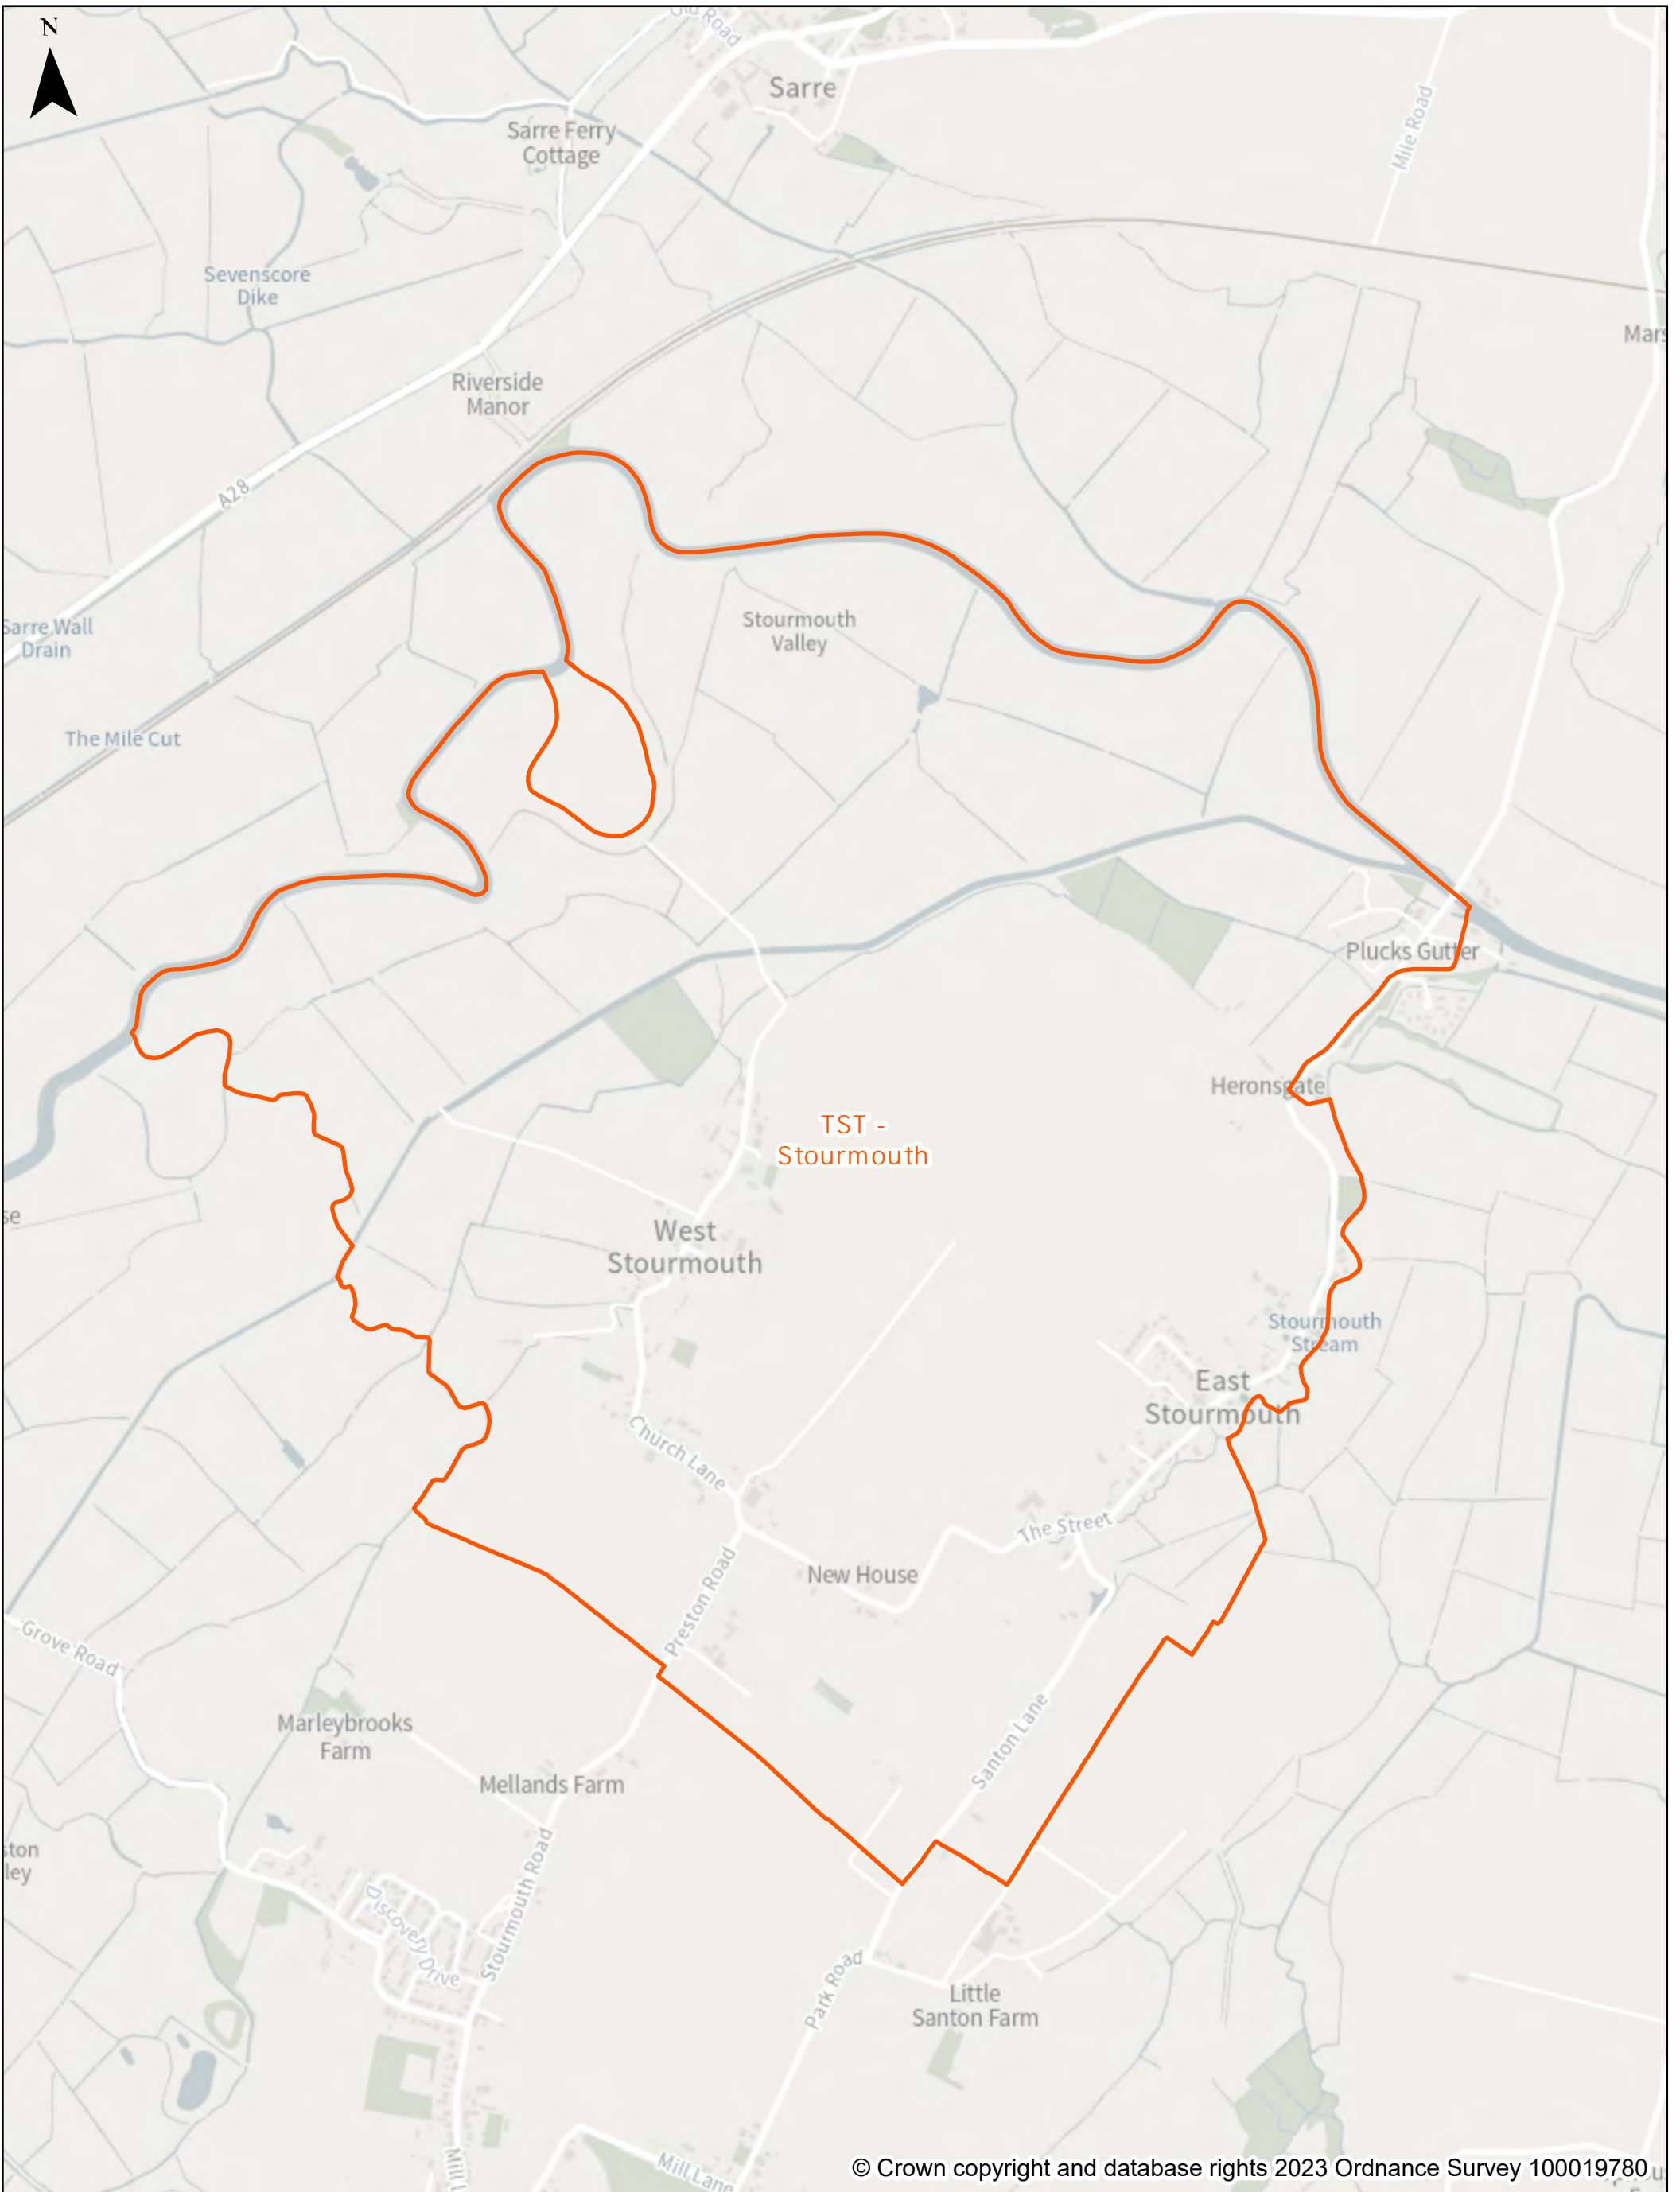 N
Old Road
Sarre
Sarre Ferry
Cottage
Mile Road
Sevenscore
Dike
Riverside
Manor
A28
Sarre Wall
Drain
Stourmouth
Valley
The Mile Cut
Plucks Gutter
Heronsgate
TST -
Stourmouth
West
Stourmouth
Stourmouth
Stream
East
Stourmouth
Church Lane
The Street
Preston Road
New House
Grove Road
Marleybrooks
Farm
Santon Lane
Mellands Farm
Stourmouth Road
Discovery Drive
Park Road
Little
Santon Farm
Mill Lane
© Crown copyright and database rights 2023 Ordnance Survey 100019780